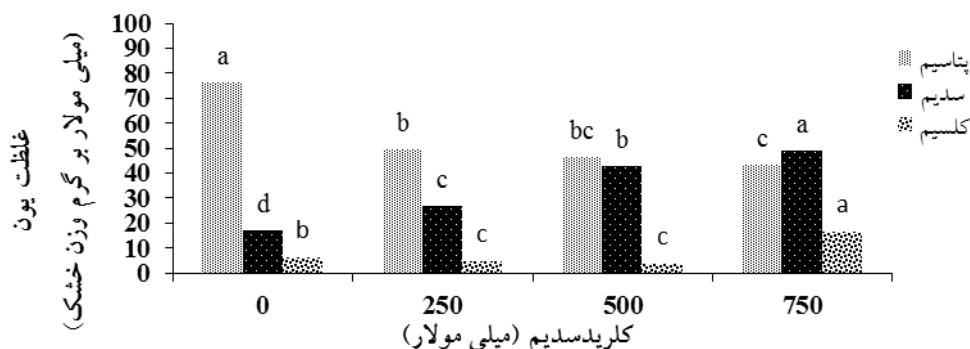 غلظت یون
(میلی مولار بر گرم وزن خشک)
100
90
80
70
60
50
40
30
20
10
0
a
d
b
b
c
c
bc
b
c
c
a
a
0
250
500
750
کلریدسدیم (میلی مولار)
پتاسیم
سدیم
کلسیم